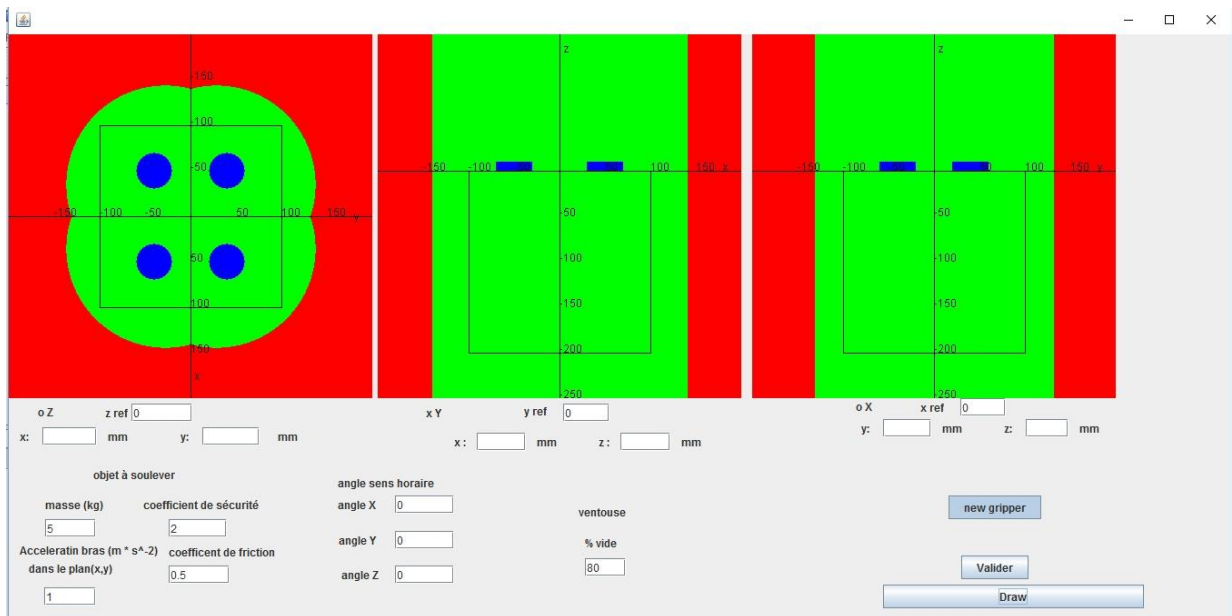 z
z
-150
-100
-50
-150
-100
-50
50
100
150
y
50
100
150
x
-150
-100
-50
100
150
x
-50
-100
-150
-200
-250
-150
-100
50
100
150
y
-50
-100
-150
-200
-250
o Z
z ref
0
x:
mm
y:
mm
x Y
y ref
0
x :
mm
z :
mm
o X
x ref
0
y:
mm
z:
mm
objet à soulever
masse (kg)
coefficient de sécurité
5
2
Acceleratin bras (m * s^-2)
dans le plan(x,y)
coefficent de friction
0.5
1
angle sens horaire
angle X
0
angle Y
0
angle Z
0
ventouse
% vide
80
new gripper
Valider
Draw